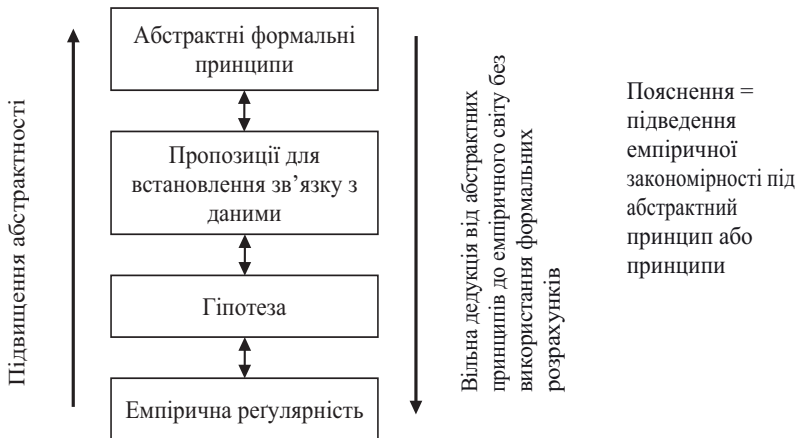 Підвищення абстрактності
Абстрактні формальні
принципи
Пропозиції для
встановлення зв’язку з
даними
Гіпотеза
Емпірична регулярність
Вільна дедукція від абстрактних
принципів до емпіричного світу без
використання формальних
розрахунків
Пояснення =
підведення
емпіричної
закономірності під
абстрактний
принцип або
принципи